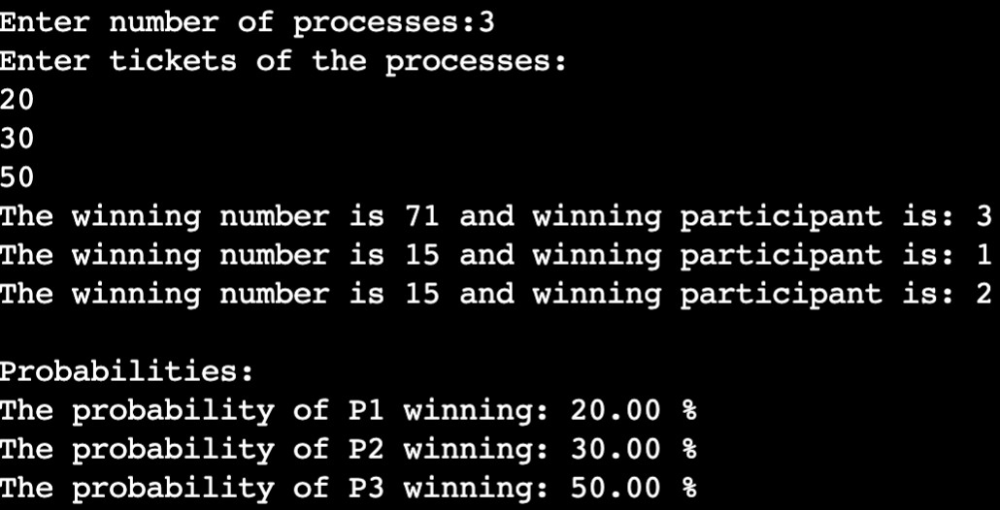 Enter number of processes:3
Enter tickets of the processes:
20
30
50
The winning number is 71 and winning participant is: 3
The winning number is 15 and winning participant is: 1
The winning number is 15 and winning participant is: 2
Probabilities:
The probability of P1 winning: 20.00 %
The probability of P2 winning: 30.00 %
The probability of P3 winning: 50.00 %